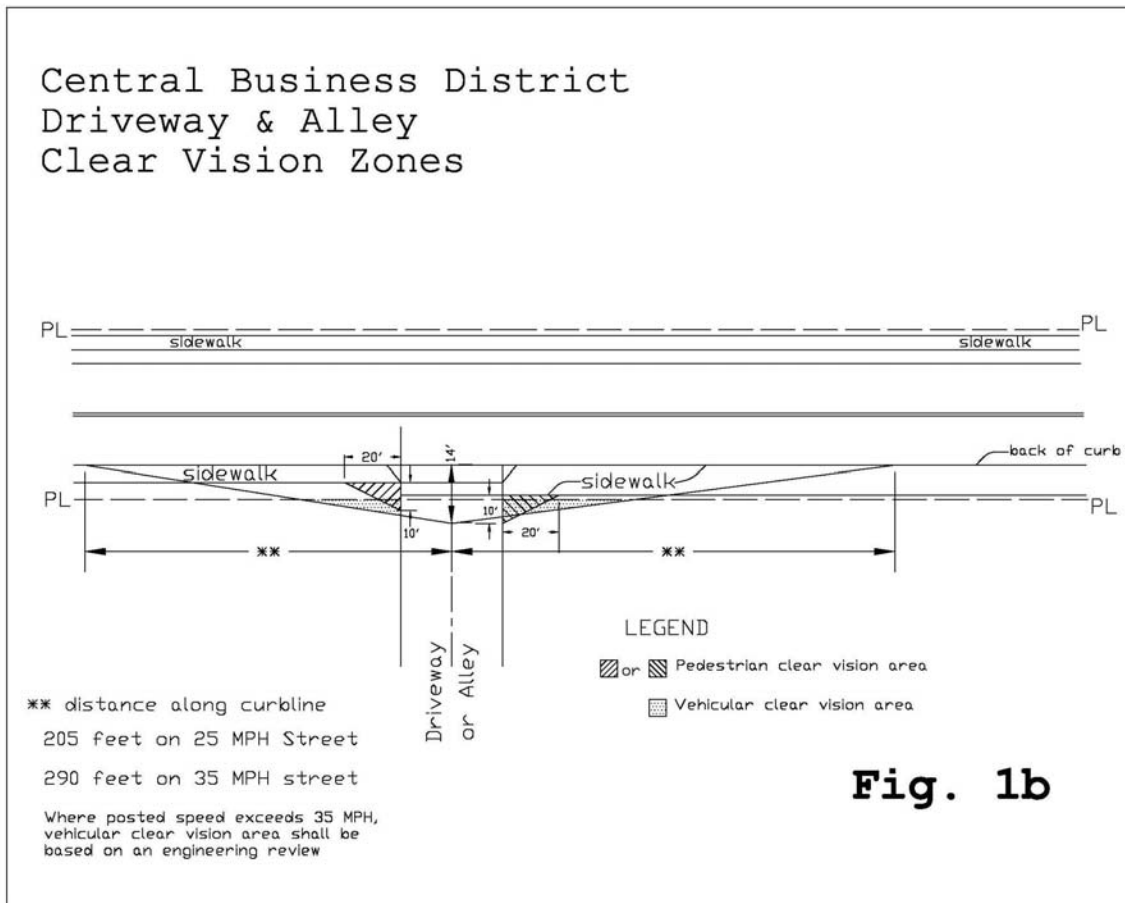 Central Business District
Driveway & Alley
Clear Vision Zones
PL
PL
sidewalk
sidewalk
20'
14'
back of curb
sidewalk
sidewalk
PL
10'
PL
10'
20'
**
**
Driveway
or Alley
LEGEND
or
Pedestrian clear vision area
Vehicular clear vision area
** distance along curbline
205 feet on 25 MPH Street
290 feet on 35 MPH street
Where posted speed exceeds 35 MPH,
vehicular clear vision area shall be
based on an engineering review
Fig. 1b